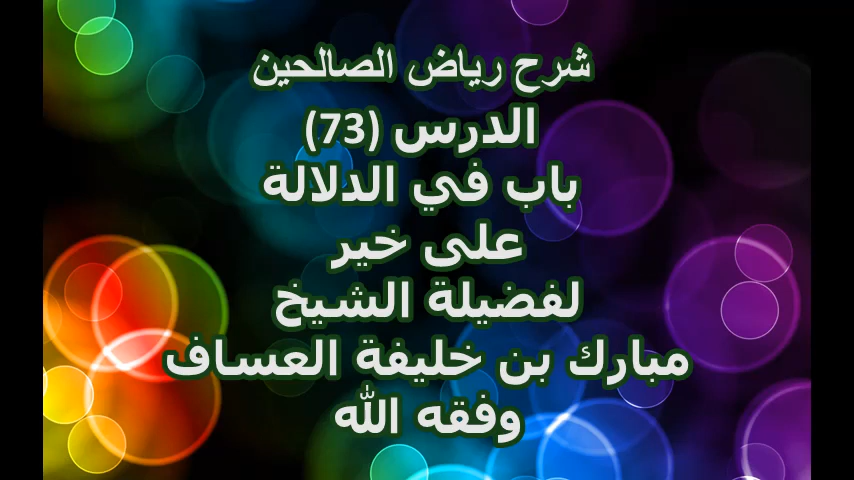 شرح رياض الصالحين
الدرس (73)
باب في الدلالة
على خير
لفضيلة الشيخ
مبارك بن خليفة العساف
وفقه الله